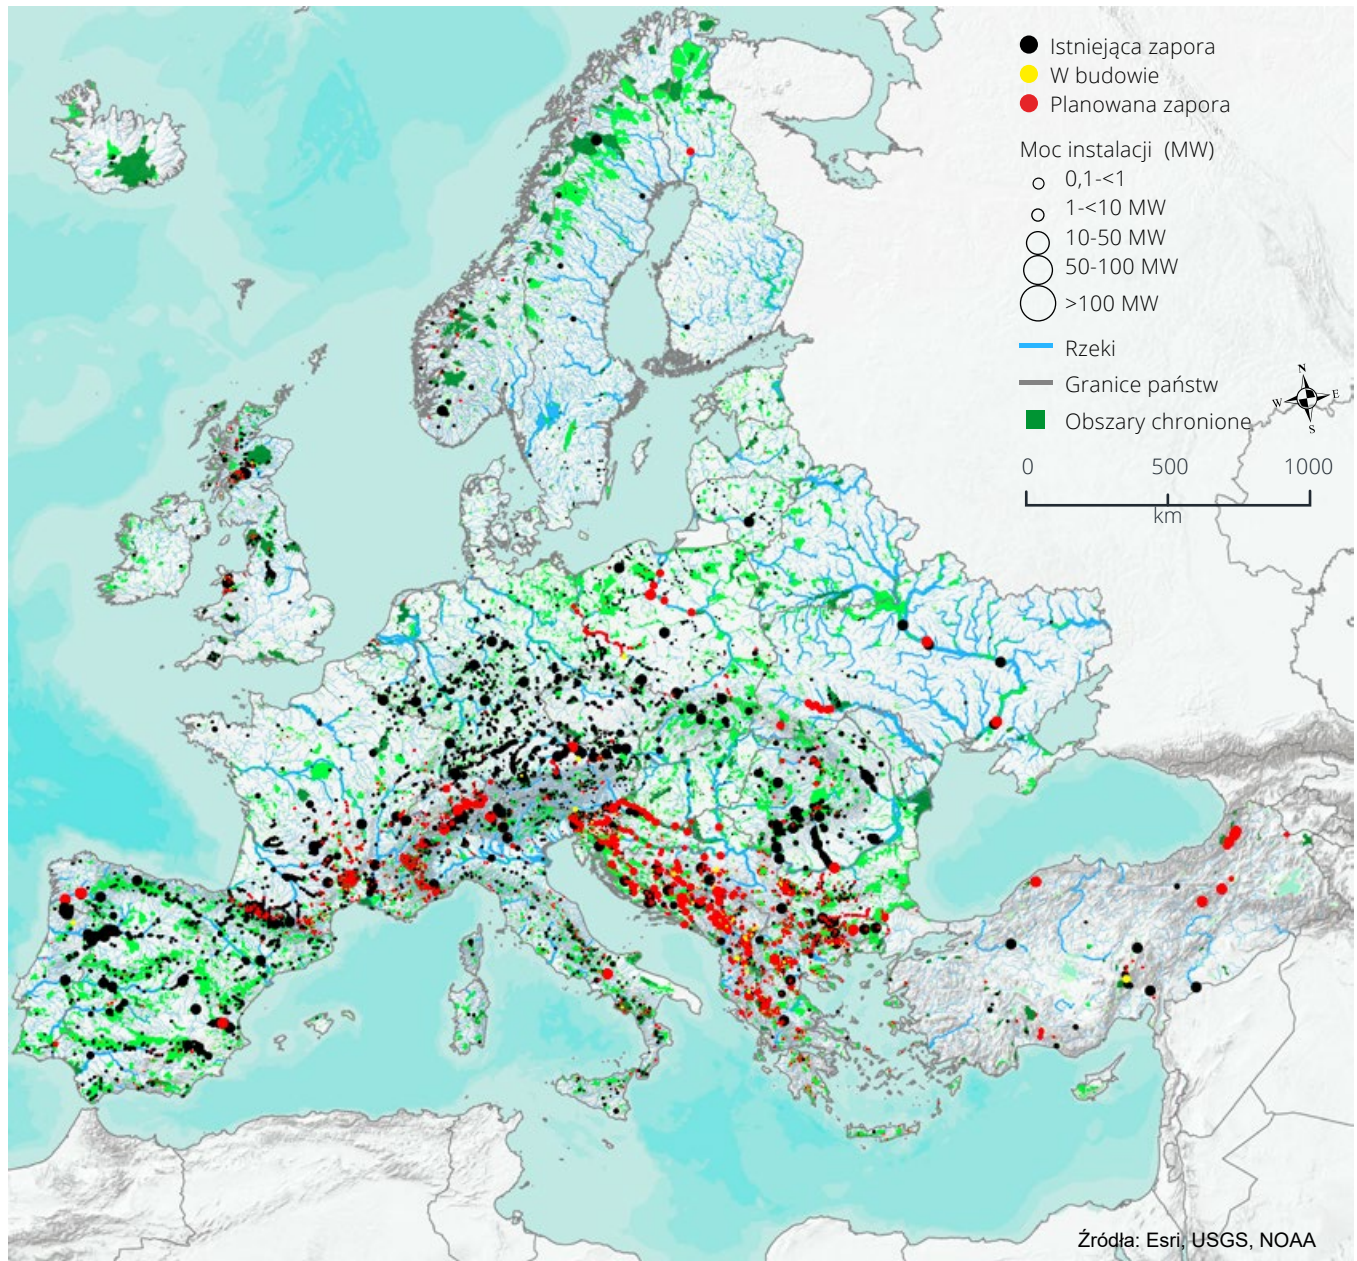 Istniejąca zapora
W budowie
Planowana zapora
Moc instalacji (MW)
0,1-<1
1-<10 MW
10-50 MW
50-100 MW
>100 MW
Rzeki
Granice państw
Obszary chronione
N
W E
S
0 500 1000
km
Źródła: Esri, USGS, NOAA